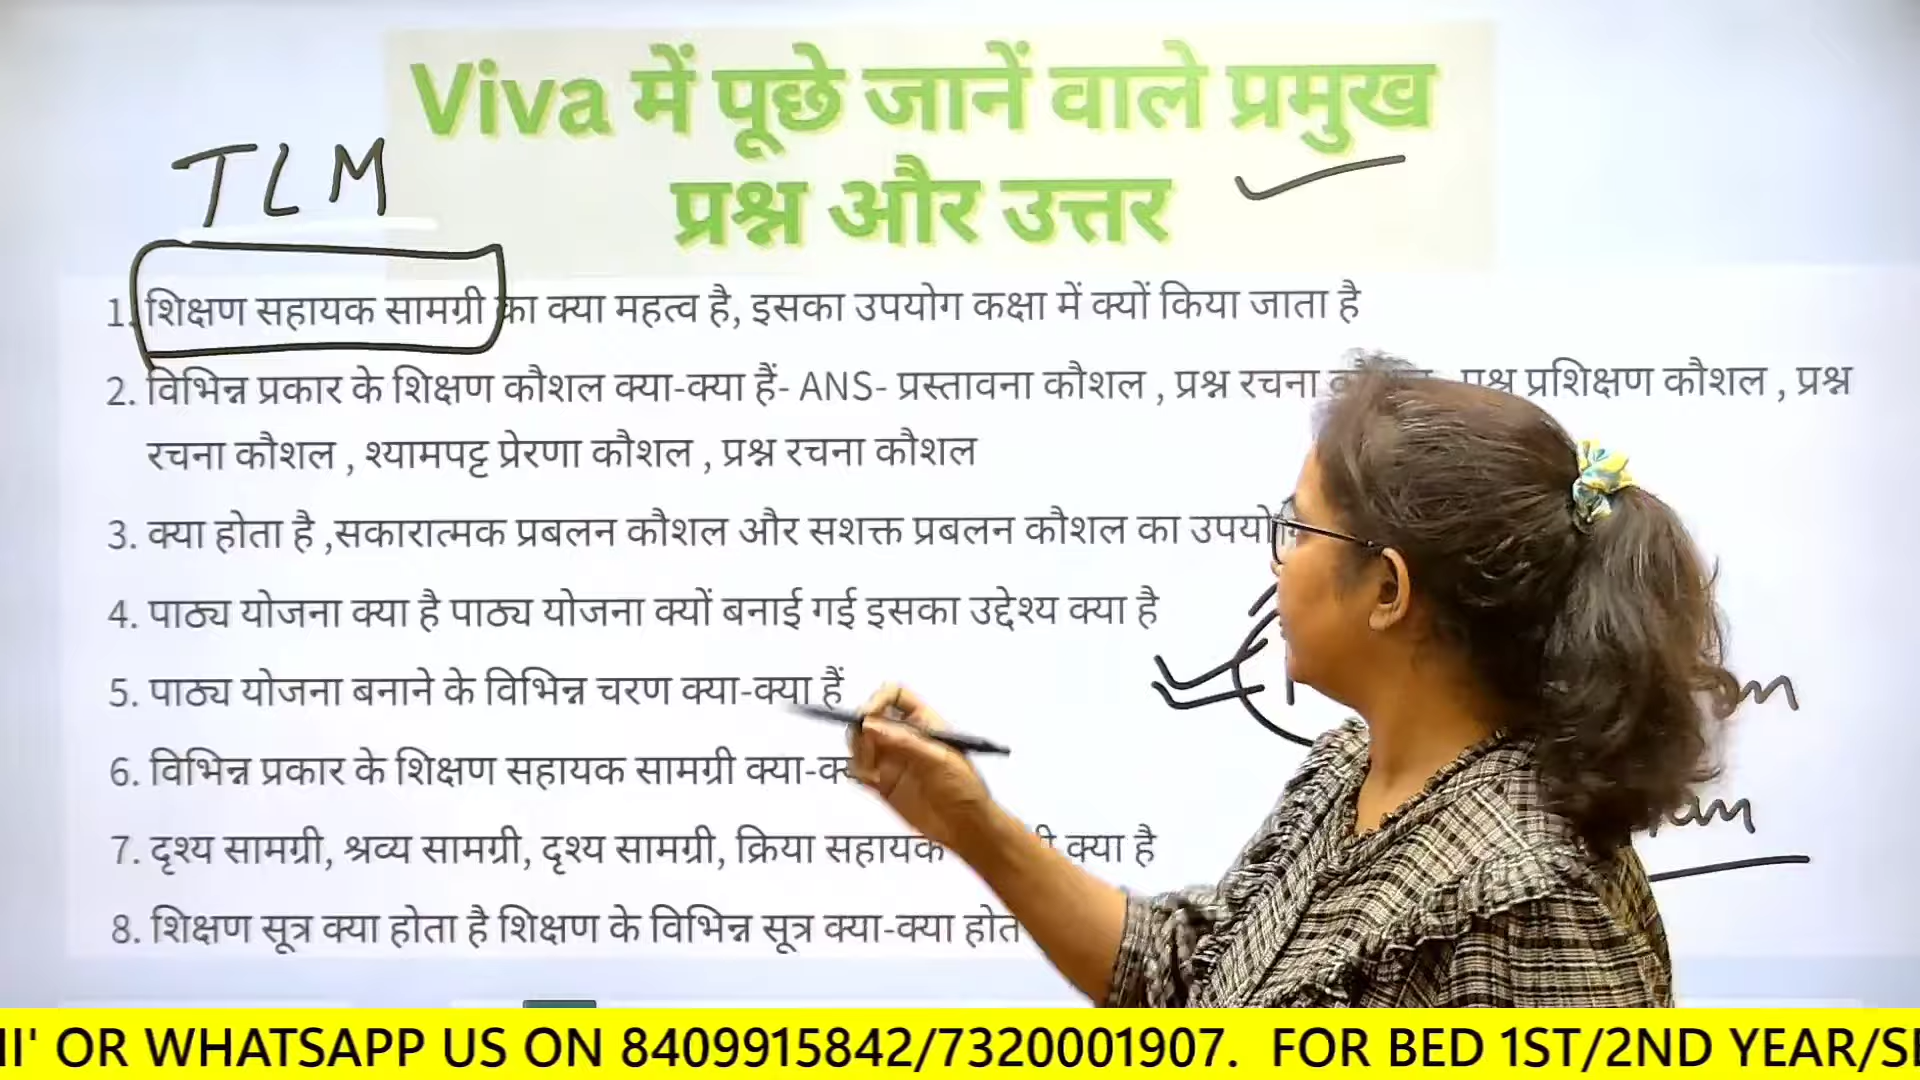 Viva में पूछे जानें वाले प्रमुख
प्रश्न और उत्तर
TLM
1. शिक्षण सहायक सामग्री का क्या महत्व है, इसका उपयोग कक्षा में क्यों किया जाता है
2. विभिन्न प्रकार के शिक्षण कौशल क्या-क्या हैं- ANS- प्रस्तावना कौशल , प्रश्न रचना प्रश्न प्रशिक्षण कौशल , प्रश्न
रचना कौशल , श्यामपट्ट प्रेरणा कौशल , प्रश्न रचना कौशल
3. क्या होता है ,सकारात्मक प्रबलन कौशल और सशक्त प्रबलन कौशल का
4. पाठ्य योजना क्या है पाठ्य योजना क्यों बनाई गई इसका उद्देश्य क्या है
5. पाठ्य योजना बनाने के विभिन्न चरण क्या-क्या हैं
6. विभिन्न प्रकार के शिक्षण सहायक सामग्री
7. दृश्य सामग्री, श्रव्य सामग्री, दृश्य सामग्री, क्रिया सहायक क्या है
8. शिक्षण सूत्र क्या होता है शिक्षण के विभिन्न सूत्र क्या-क्या
OR WHATSAPP US ON 8409915842/7320001907. FOR BED 1ST/2ND YEAR/